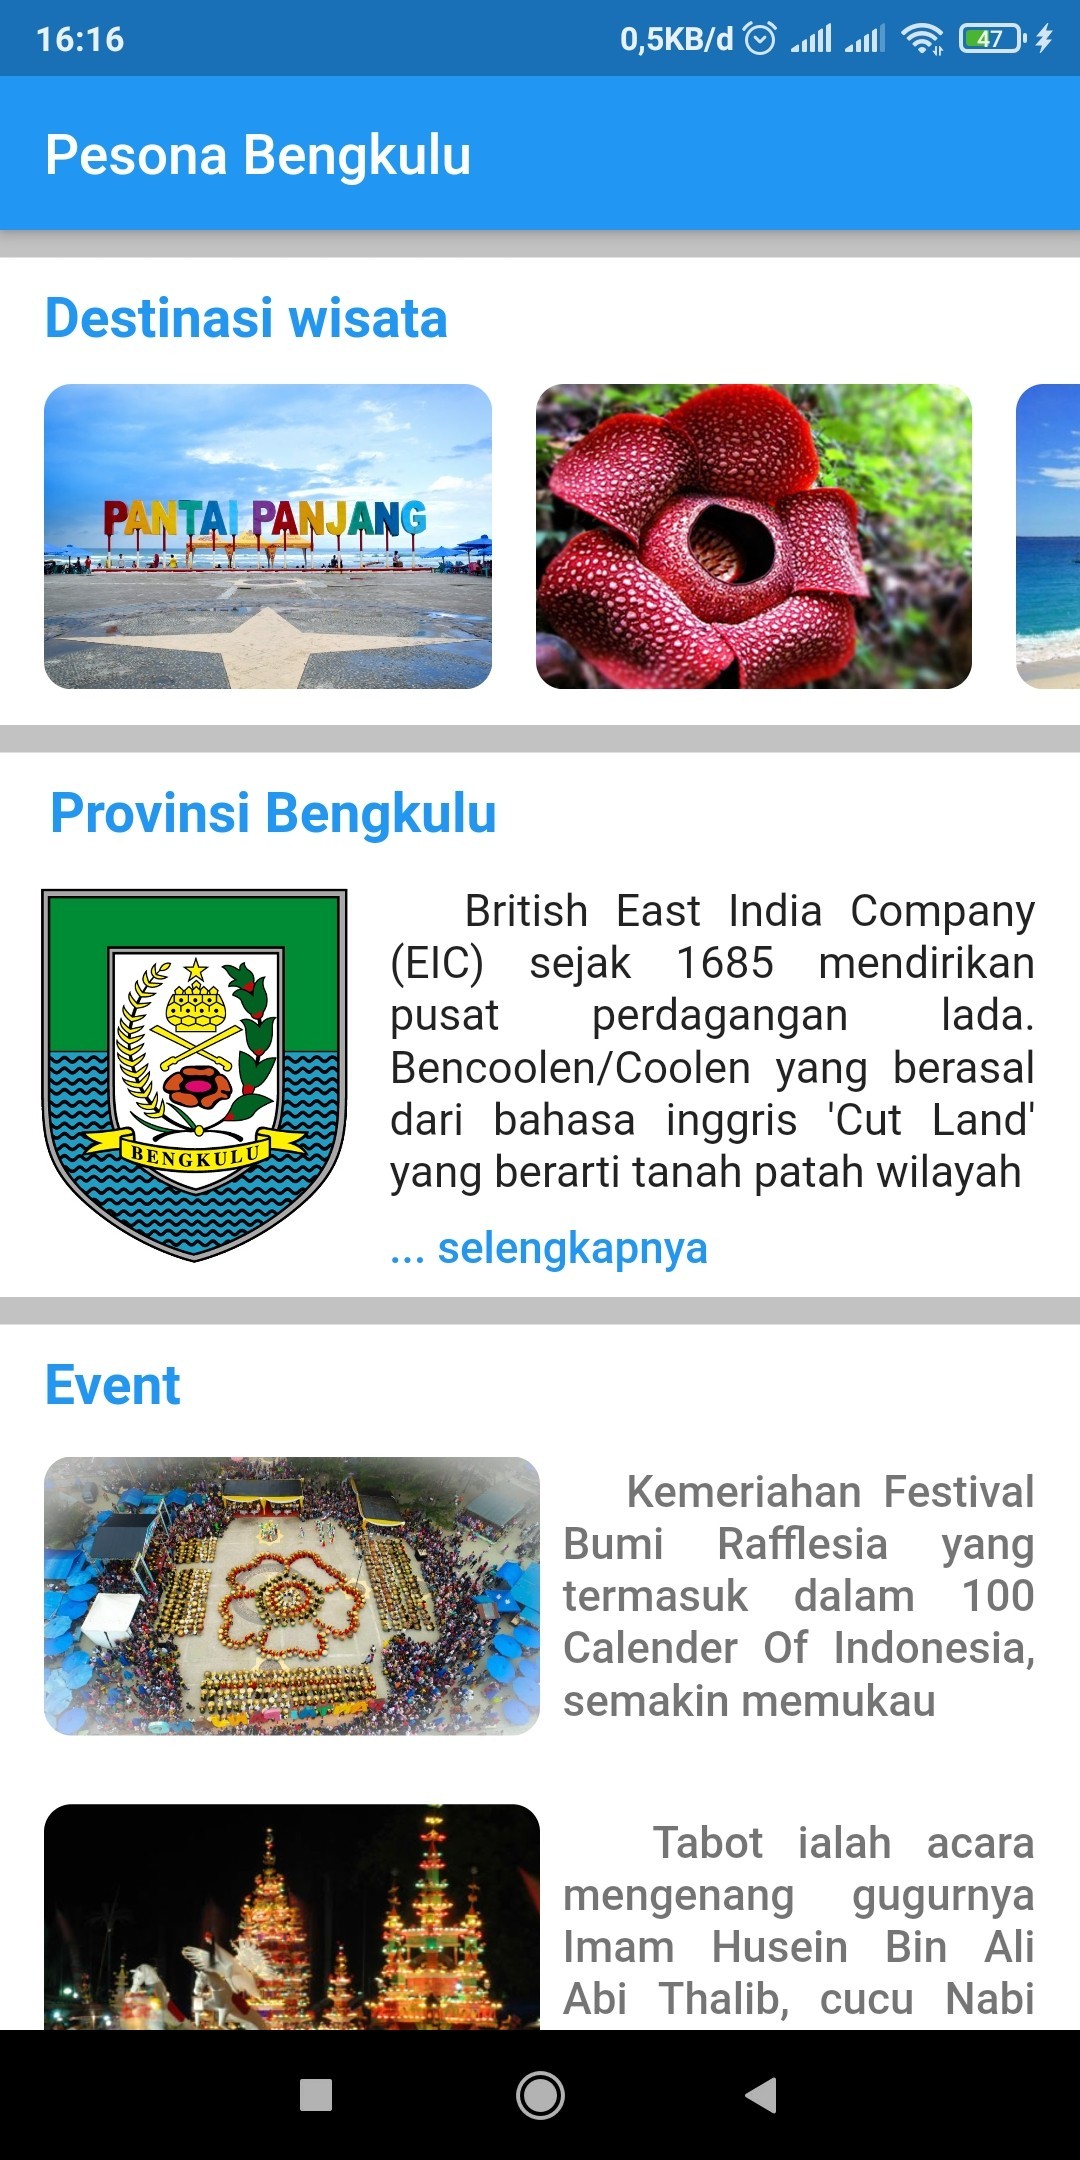 16:16
0,5KB/d
47
Pesona Bengkulu
Destinasi wisata
PANTAI PANJANG
Provinsi Bengkulu
BENGKULU
British East India Company
(EIC) sejak 1685 mendirikan
pusat perdagangan lada.
Bencoolen/Coolen yang berasal
dari bahasa inggris 'Cut Land'
yang berarti tanah patah wilayah
... selengkapnya
Event
Kemeriahan Festival
Bumi Rafflesia yang
termasuk dalam 100
Calender Of Indonesia,
semakin memukau
Tabot ialah acara
mengenang gugurnya
Imam Husein Bin Ali
Abi Thalib, cucu Nabi